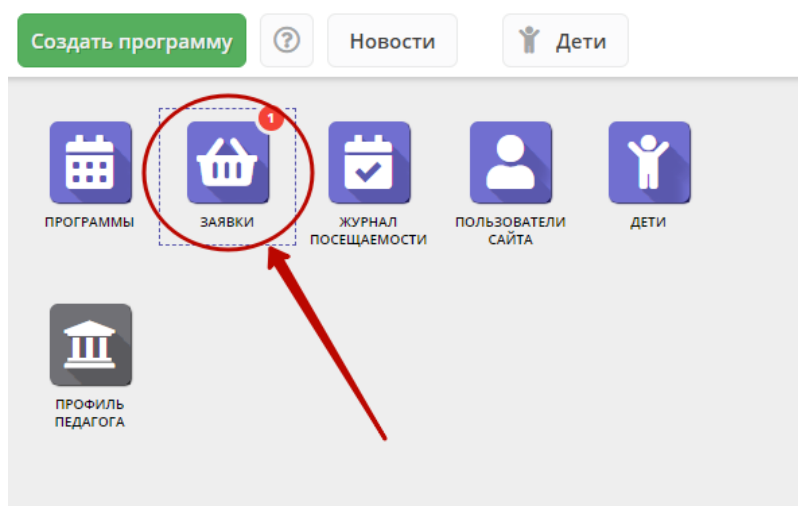 Создать программу
?
Новости
Дети
1
ПРОГРАММЫ
ЗАЯВКИ
ЖУРНАЛ
ПОСЕЩАЕМОСТИ
ПОЛЬЗОВАТЕЛИ
САЙТА
ДЕТИ
ПРОФИЛЬ
ПЕДАГОГА